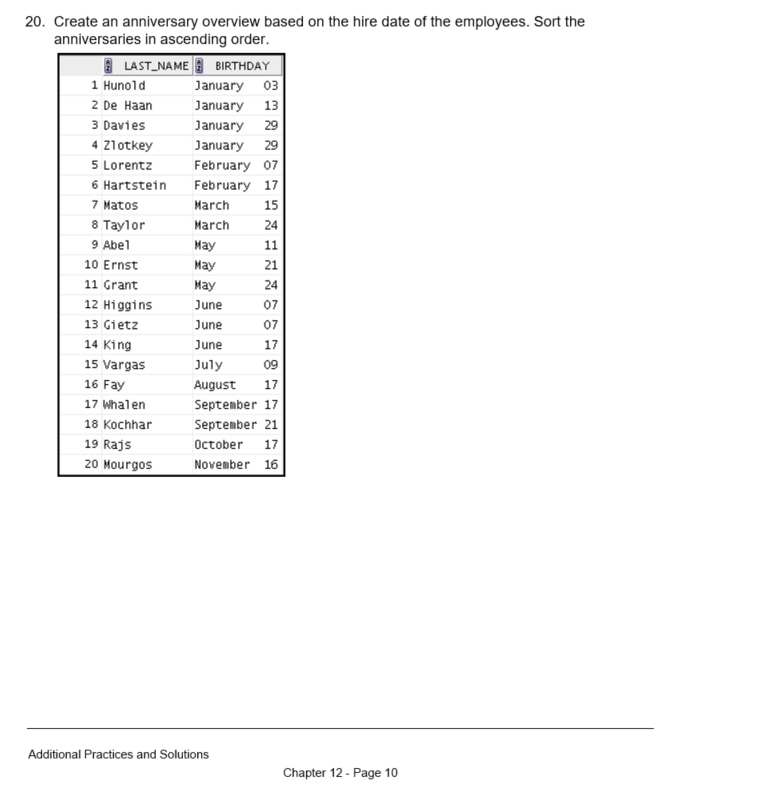 20. Create an anniversary overview based on the hire date of the employees. Sort the
anniversaries in ascending order.
LAST_NAME BIRTHDAY
1 Hunold January 03
2 De Haan January 13
3 Davies January 29
4 Zlotkey January 29
5 Lorentz February 07
6 Hartstein February 17
7 Matos March 15
8 Taylor March 24
9 Abel May 11
10 Ernst May 21
11 Grant May 24
12 Higgins June 07
13 Gietz June 07
14 King June 17
15 Vargas July 09
16 Fay August 17
17 Whalen September 17
18 Kochhar September 21
19 Rajs October 17
20 Mourgos November 16
Additional Practices and Solutions
Chapter 12 - Page 10